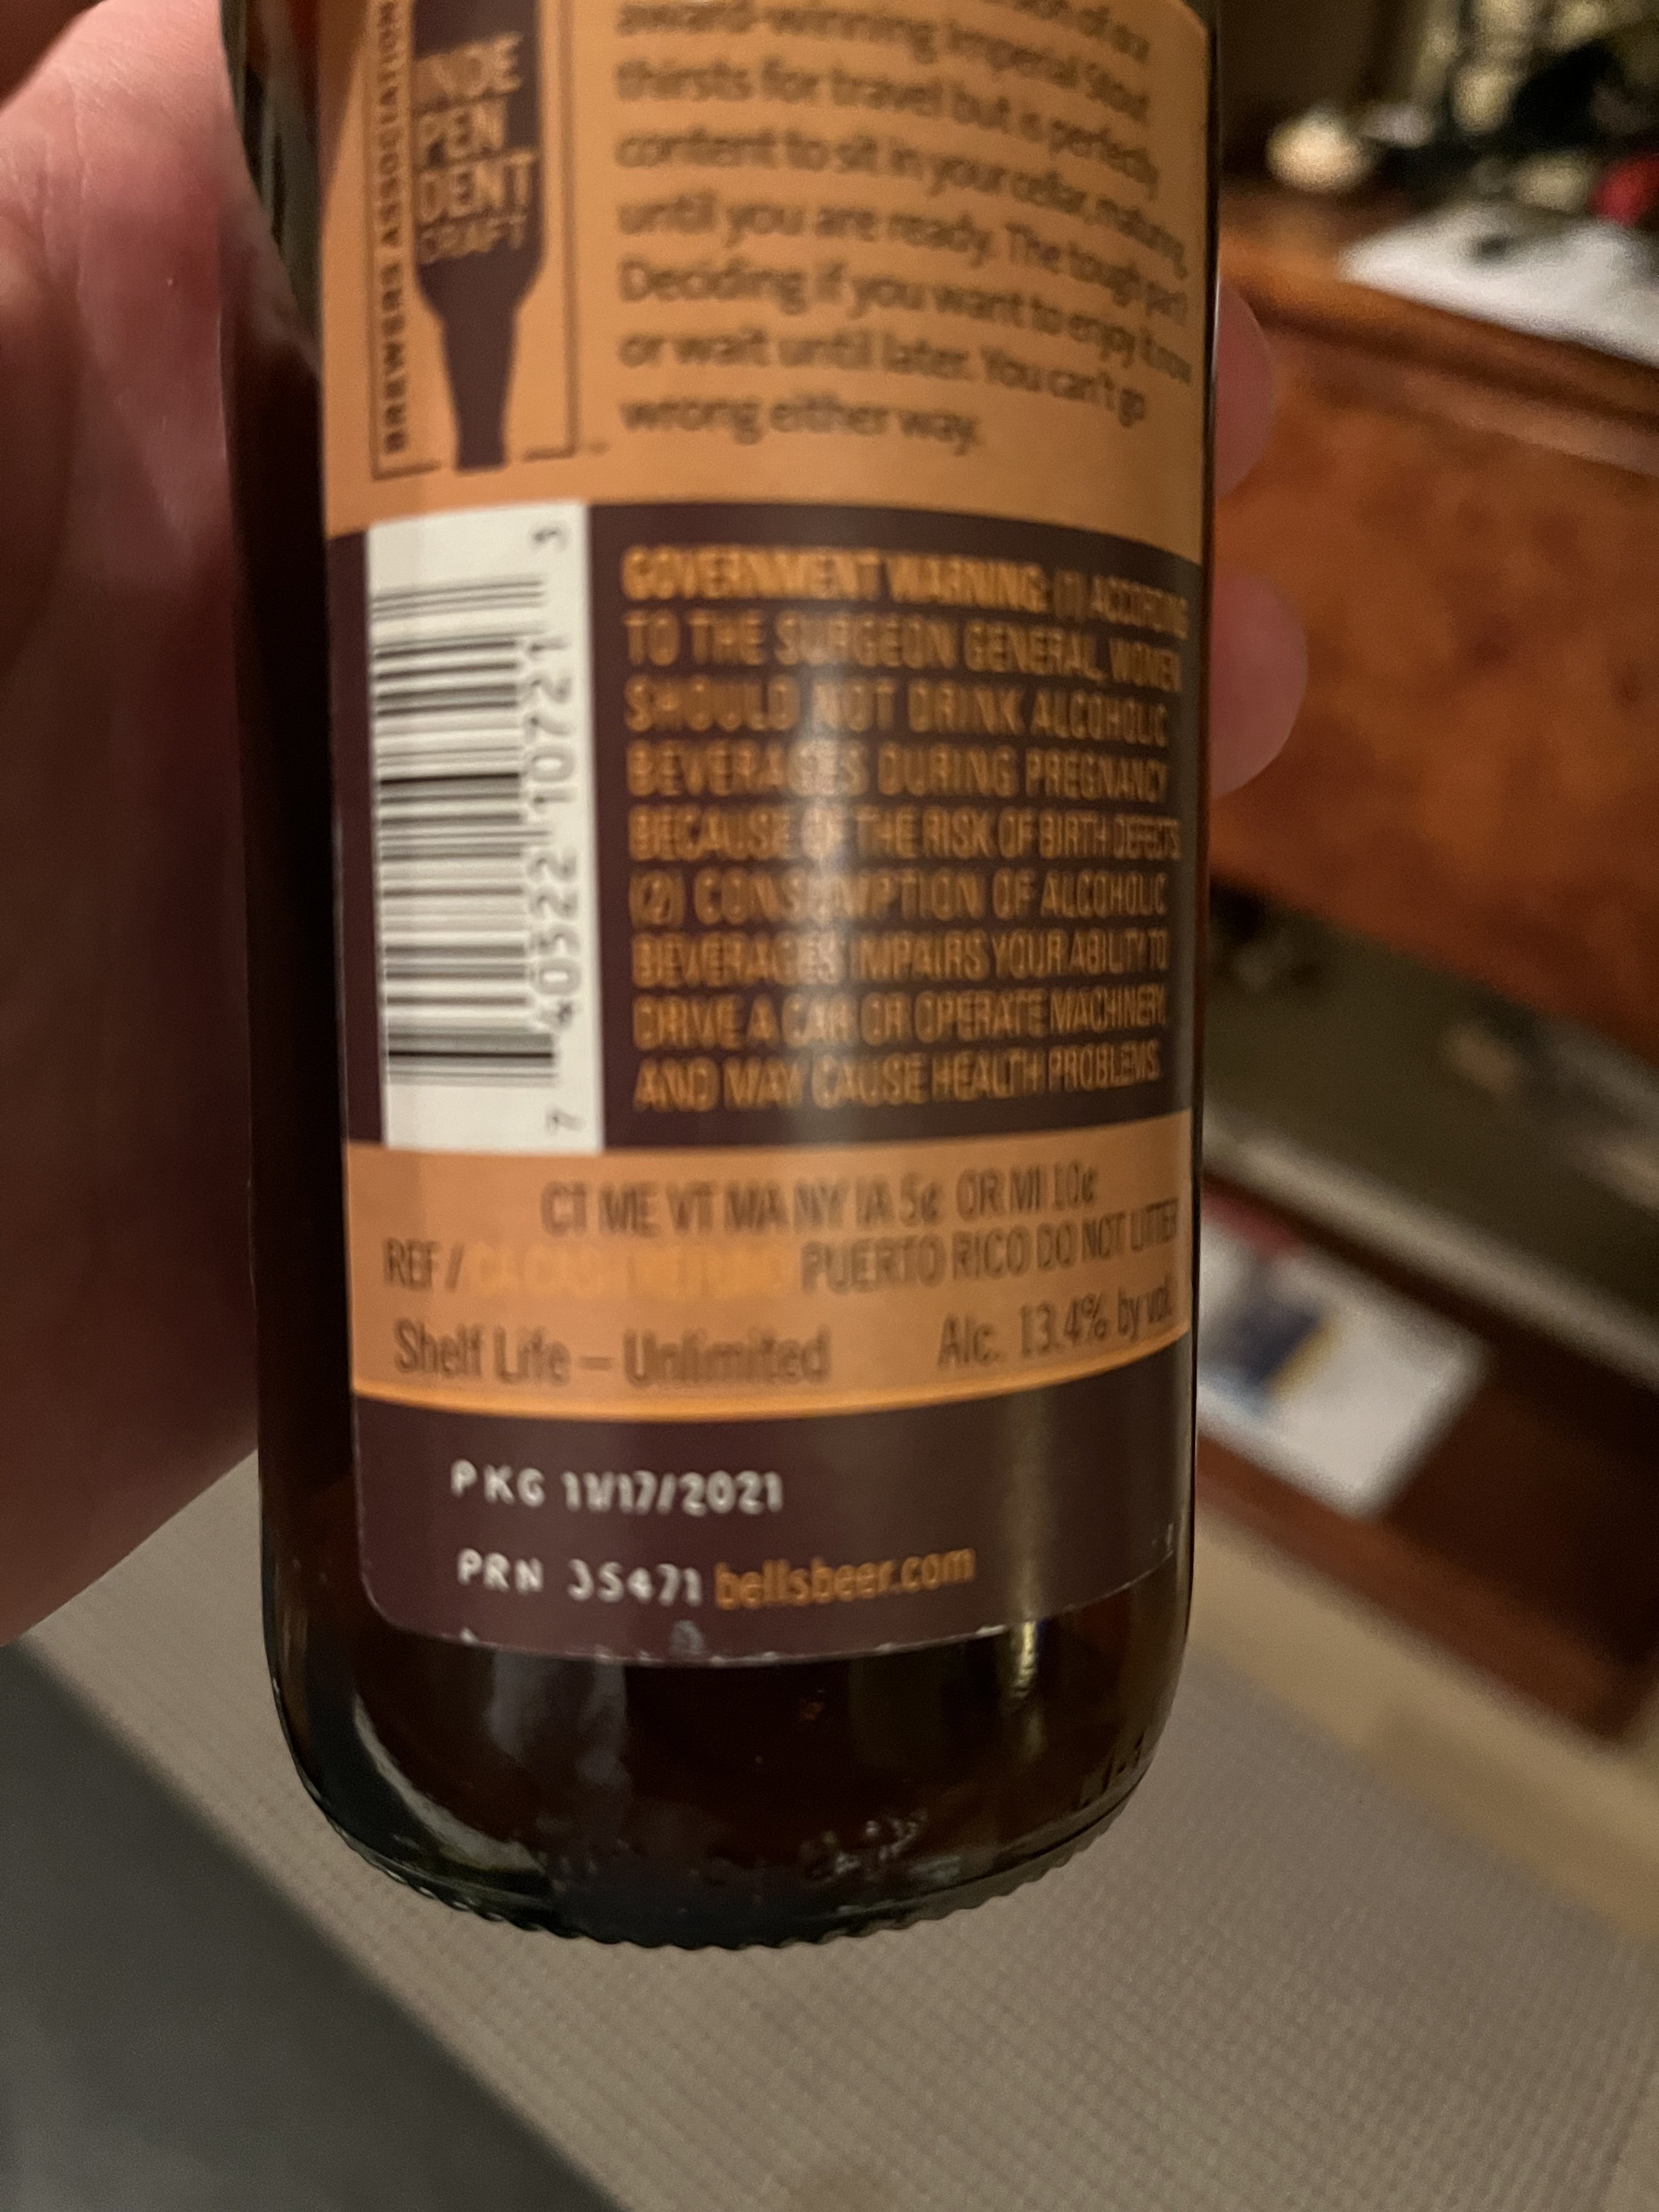 BREWERS ASSOCIATION
INDE
PEN
DENT
CRAFT
of our
award-winning Imperial Stout
thirsts for travel but is perfectly
content to sit in your cellar, maturing,
until you are ready. The tough part?
Deciding if you want to enjoy it now
or wait until later. You can't go
wrong either way.
7 40522 10721 3
GOVERNMENT WARNING: (1) ACCORDING
TO THE SURGEON GENERAL, WOMEN
SHOULD NOT DRINK ALCOHOLIC
BEVERAGES DURING PREGNANCY
BECAUSE OF THE RISK OF BIRTH DEFECTS.
(2) CONSUMPTION OF ALCOHOLIC
BEVERAGES IMPAIRS YOUR ABILITY TO
DRIVE A CAR OR OPERATE MACHINERY,
AND MAY CAUSE HEALTH PROBLEMS.
CT ME VT MA NY IA 5¢ OR MI 10¢
REF / CA CASH REFUND PUERTO RICO DO NOT LITTER
Shelf Life – Unlimited Alc. 13.4% by vol.
PKG 11/17/2021
PRN 35471 bellsbeer.com